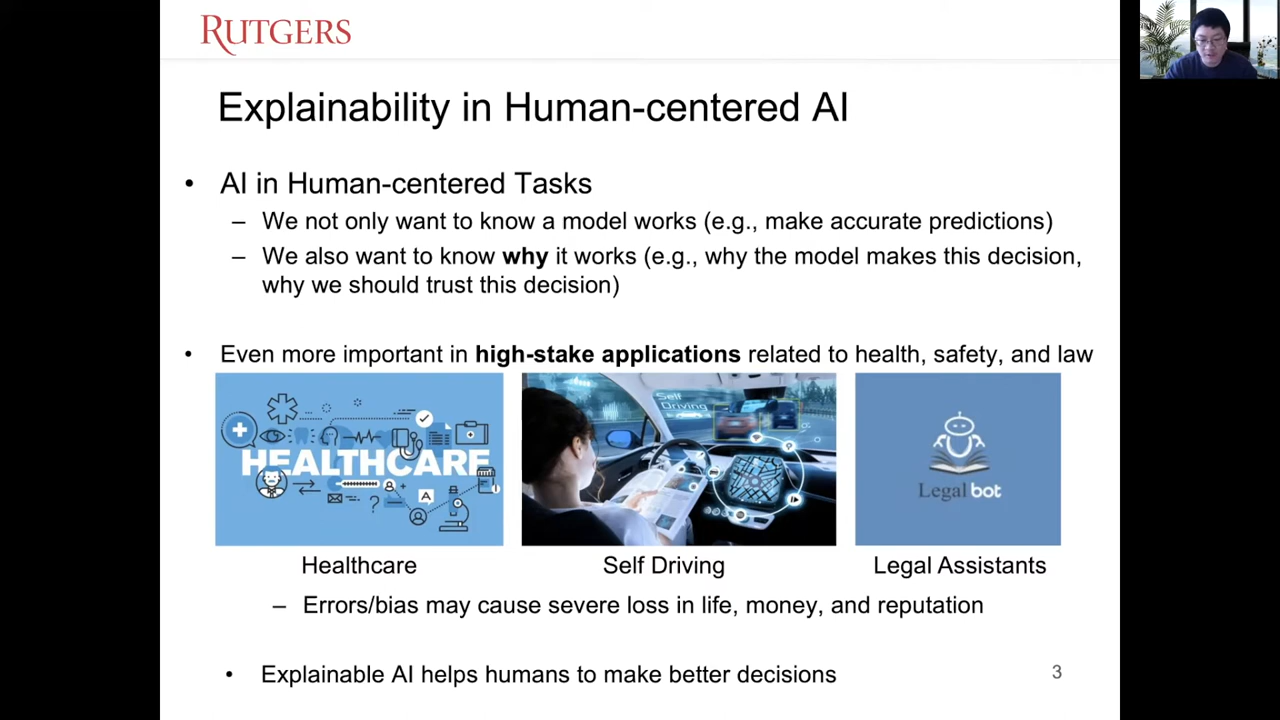 RUTGERS
Explainability in Human-centered AI
• AI in Human-centered Tasks
– We not only want to know a model works (e.g., make accurate predictions)
– We also want to know why it works (e.g., why the model makes this decision,
why we should trust this decision)
• Even more important in high-stake applications related to health, safety, and law
HEALTHCARE
A
?
Self
Driving
Legal bot
Healthcare
Self Driving
Legal Assistants
– Errors/bias may cause severe loss in life, money, and reputation
• Explainable AI helps humans to make better decisions
3